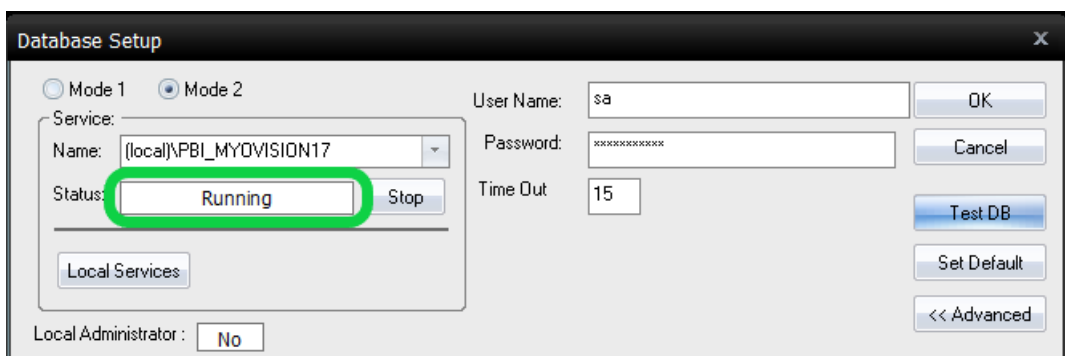 Database Setup
x
Mode 1 Mode 2
Service:
Name: (local)\PBI_MYOVISION17
Status: Running Stop
Local Services
Local Administrator : No
User Name: sa
Password: xxxxxxxxxxx
Time Out 15
OK
Cancel
Test DB
Set Default
<< Advanced